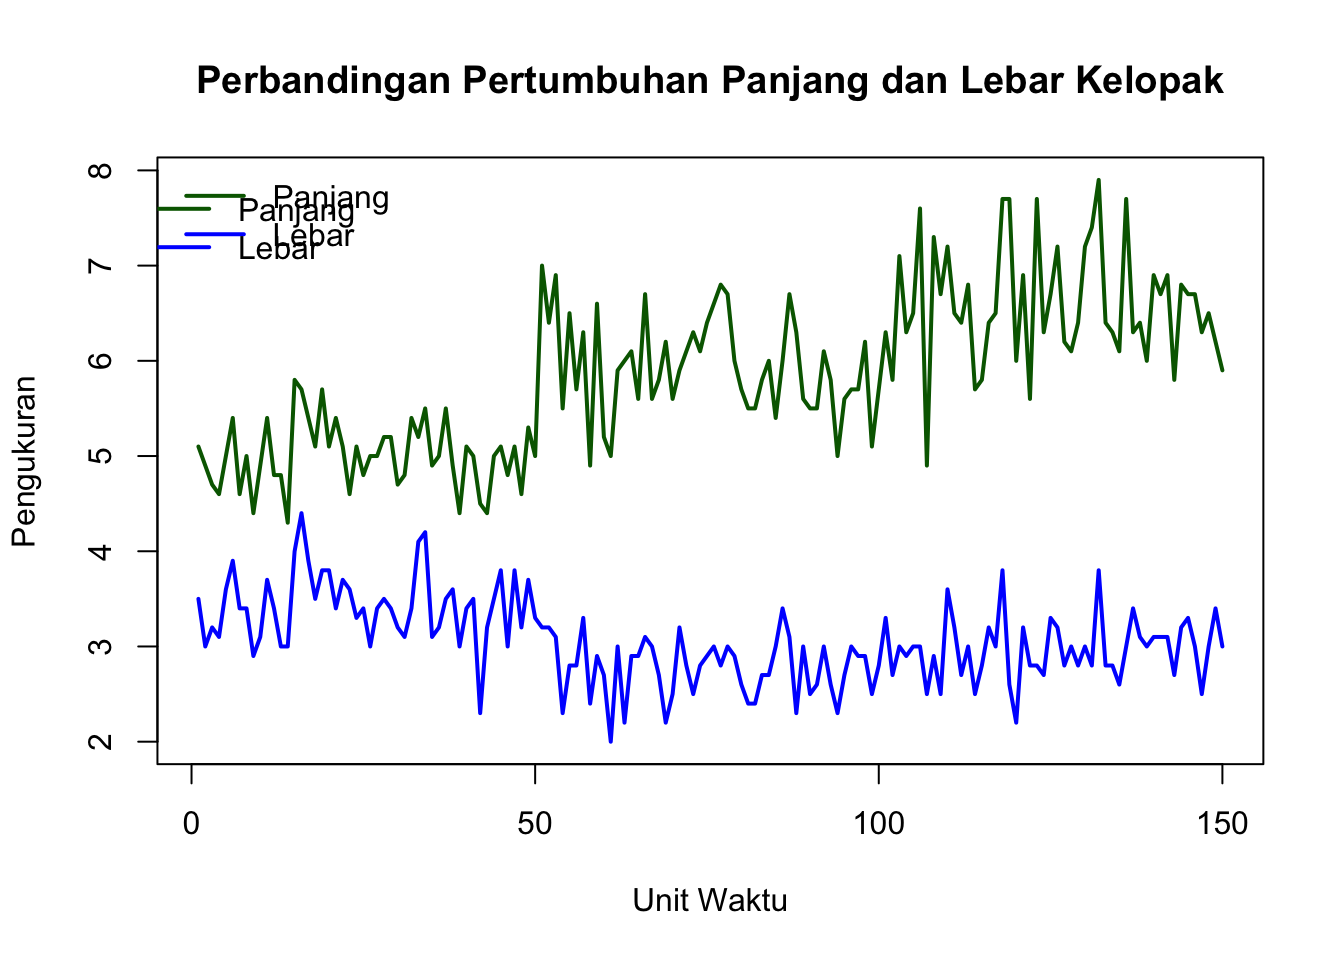 Perbandingan Pertumbuhan Panjang dan Lebar Kelopak
8
7
6
5
4
3
2
Pengukuran
Panjang
Panjang
Lebar
Lebar
0 50 100 150
Unit Waktu